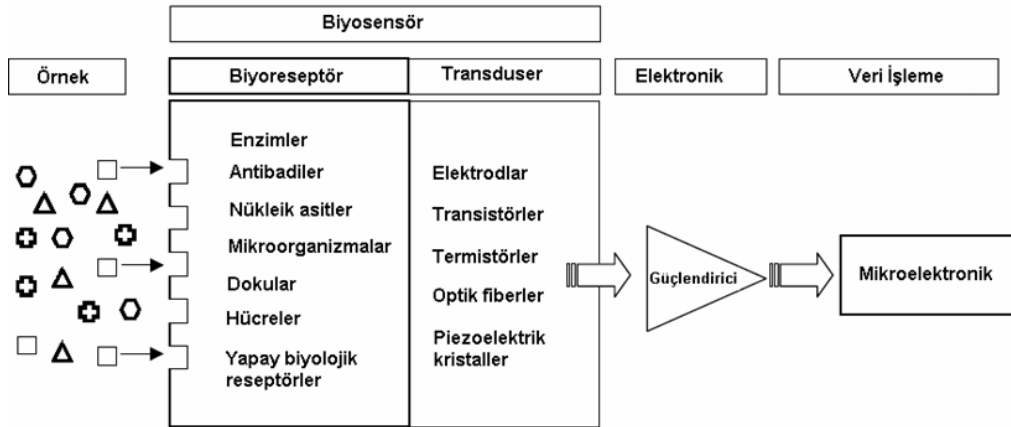 Biyosensör
Örnek
Biyoreseptör
Transduser
Elektronik
Veri İşleme
Enzimler
Antibadiler
Nükleik asitler
Mikroorganizmalar
Dokular
Hücreler
Yapay biyolojik
reseptörler
Elektrodlar
Transistörler
Termistörler
Optik fiberler
Piezoelektrik
kristaller
Güçlendirici
Mikroelektronik